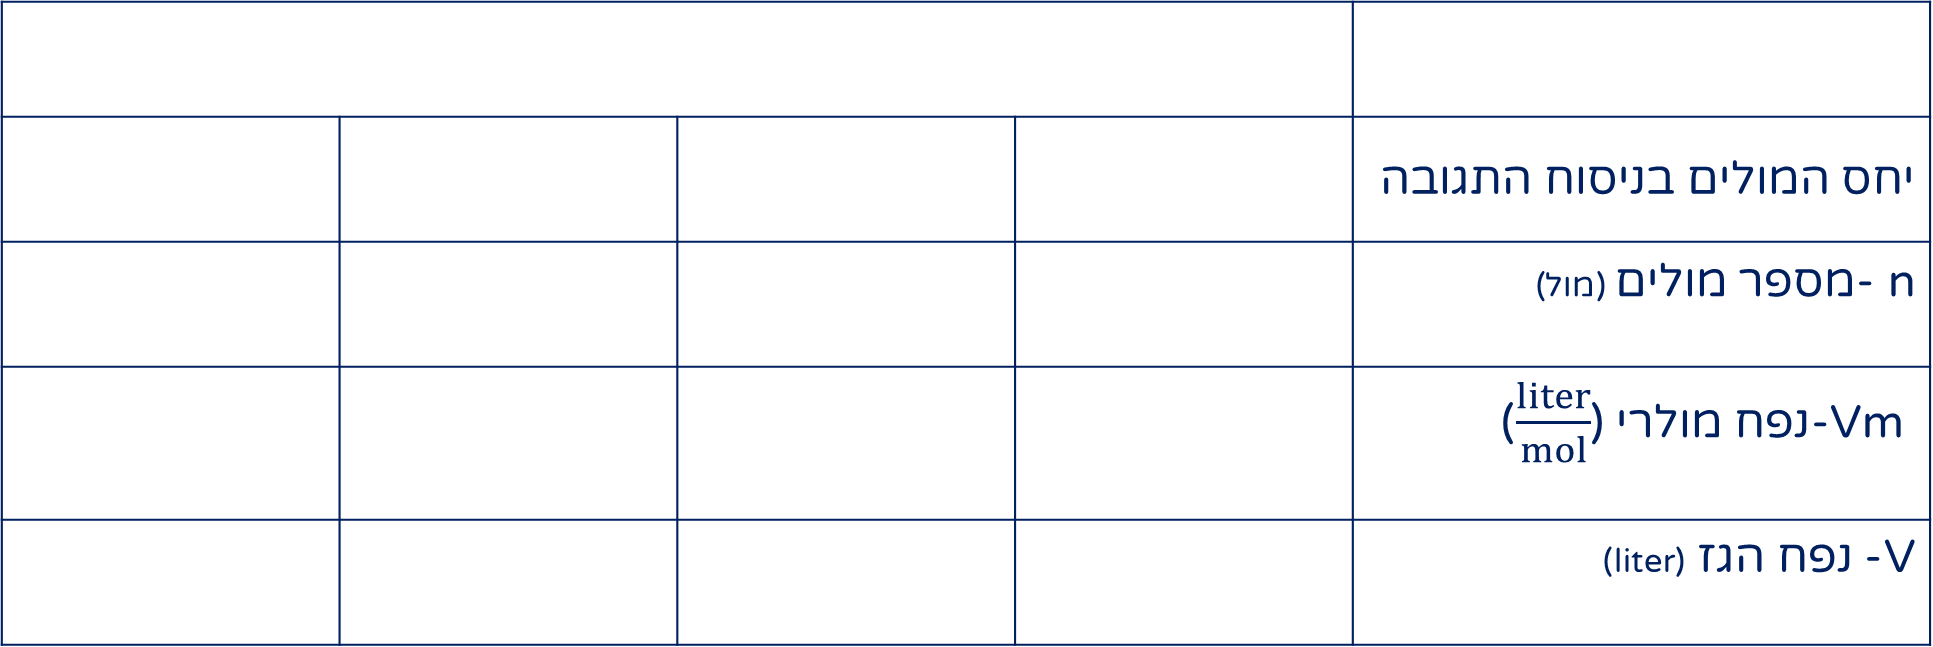 יחס המולים בניסוח התגובה
n -מספר מולים (מול)
Vm-נפח מולרי (liter/mol)
V- נפח הגז (liter)